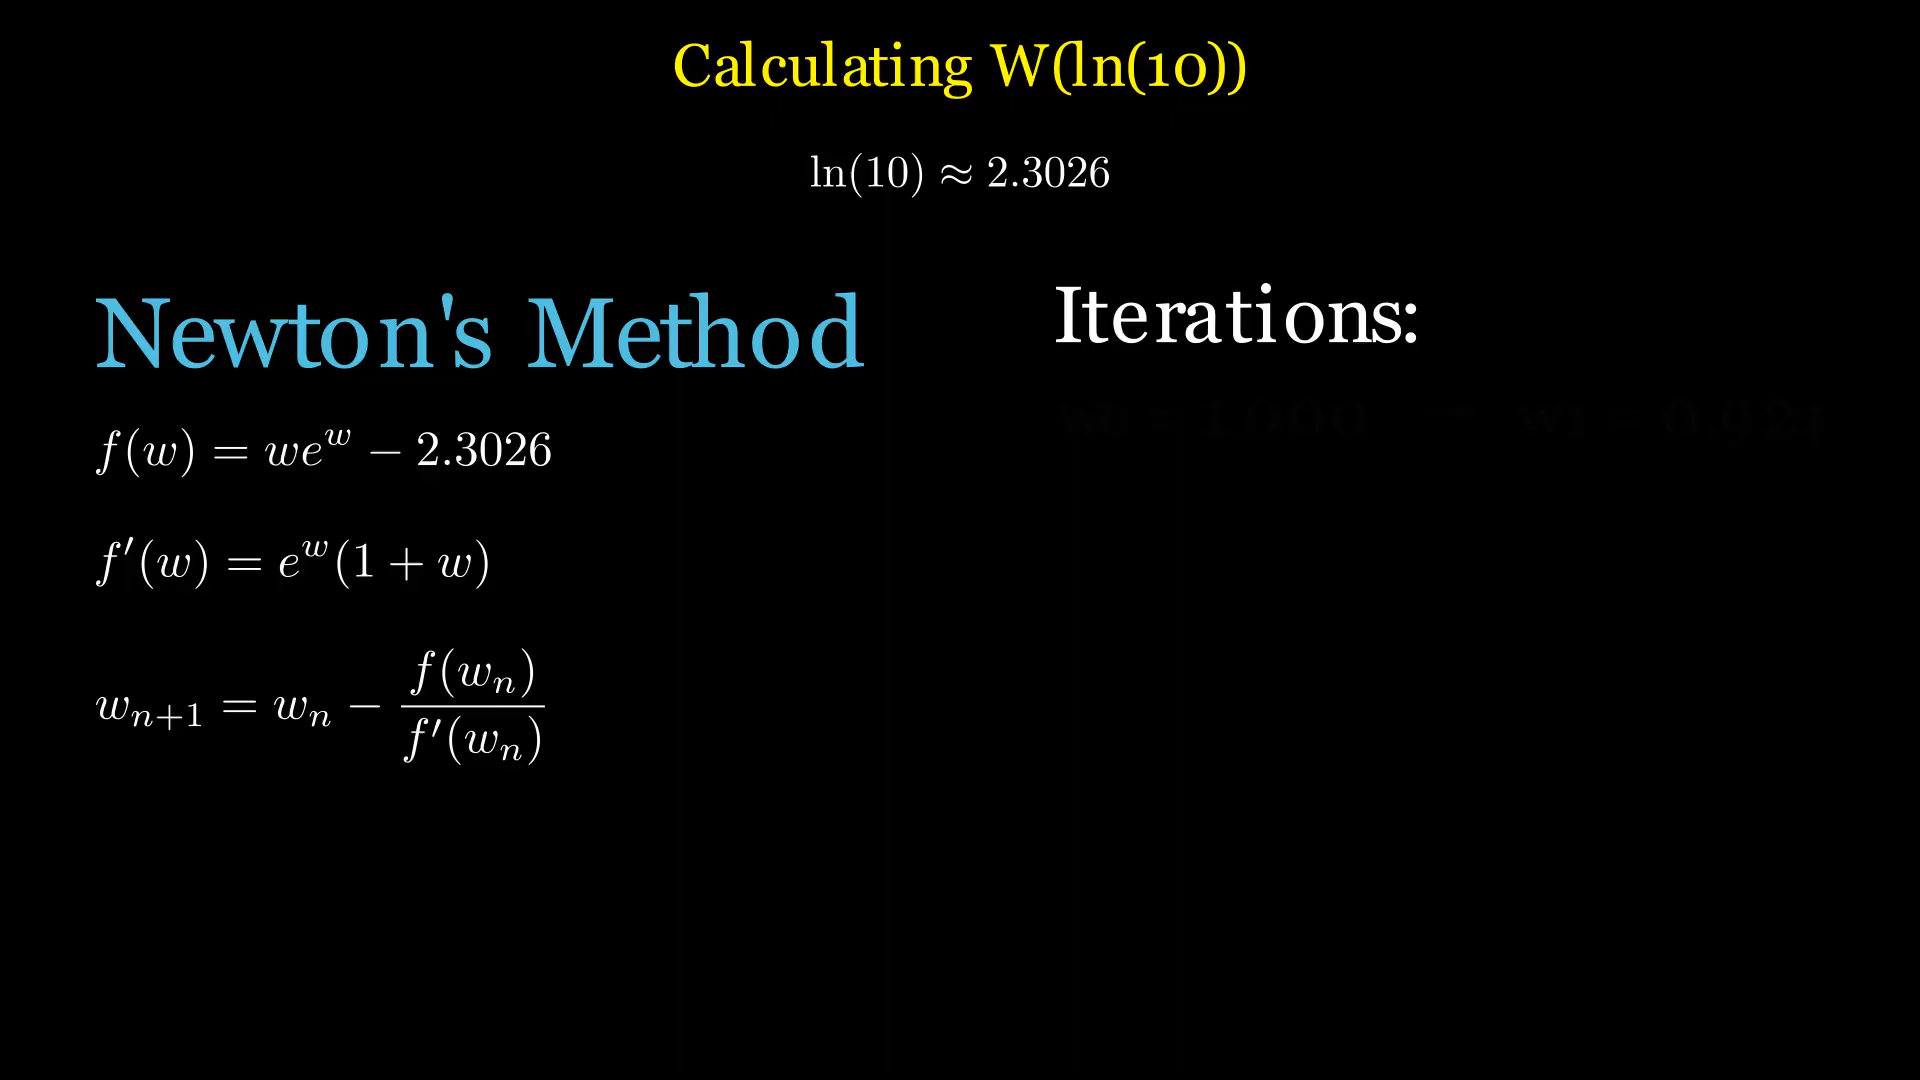 Calculating W(ln(10))
ln(10) ≈ 2.3026
Newton's Method
f(w) = we^w − 2.3026
f′(w) = e^w(1 + w)
w_{n+1} = w_n − \frac{f(w_n)}{f′(w_n)}
Iterations: